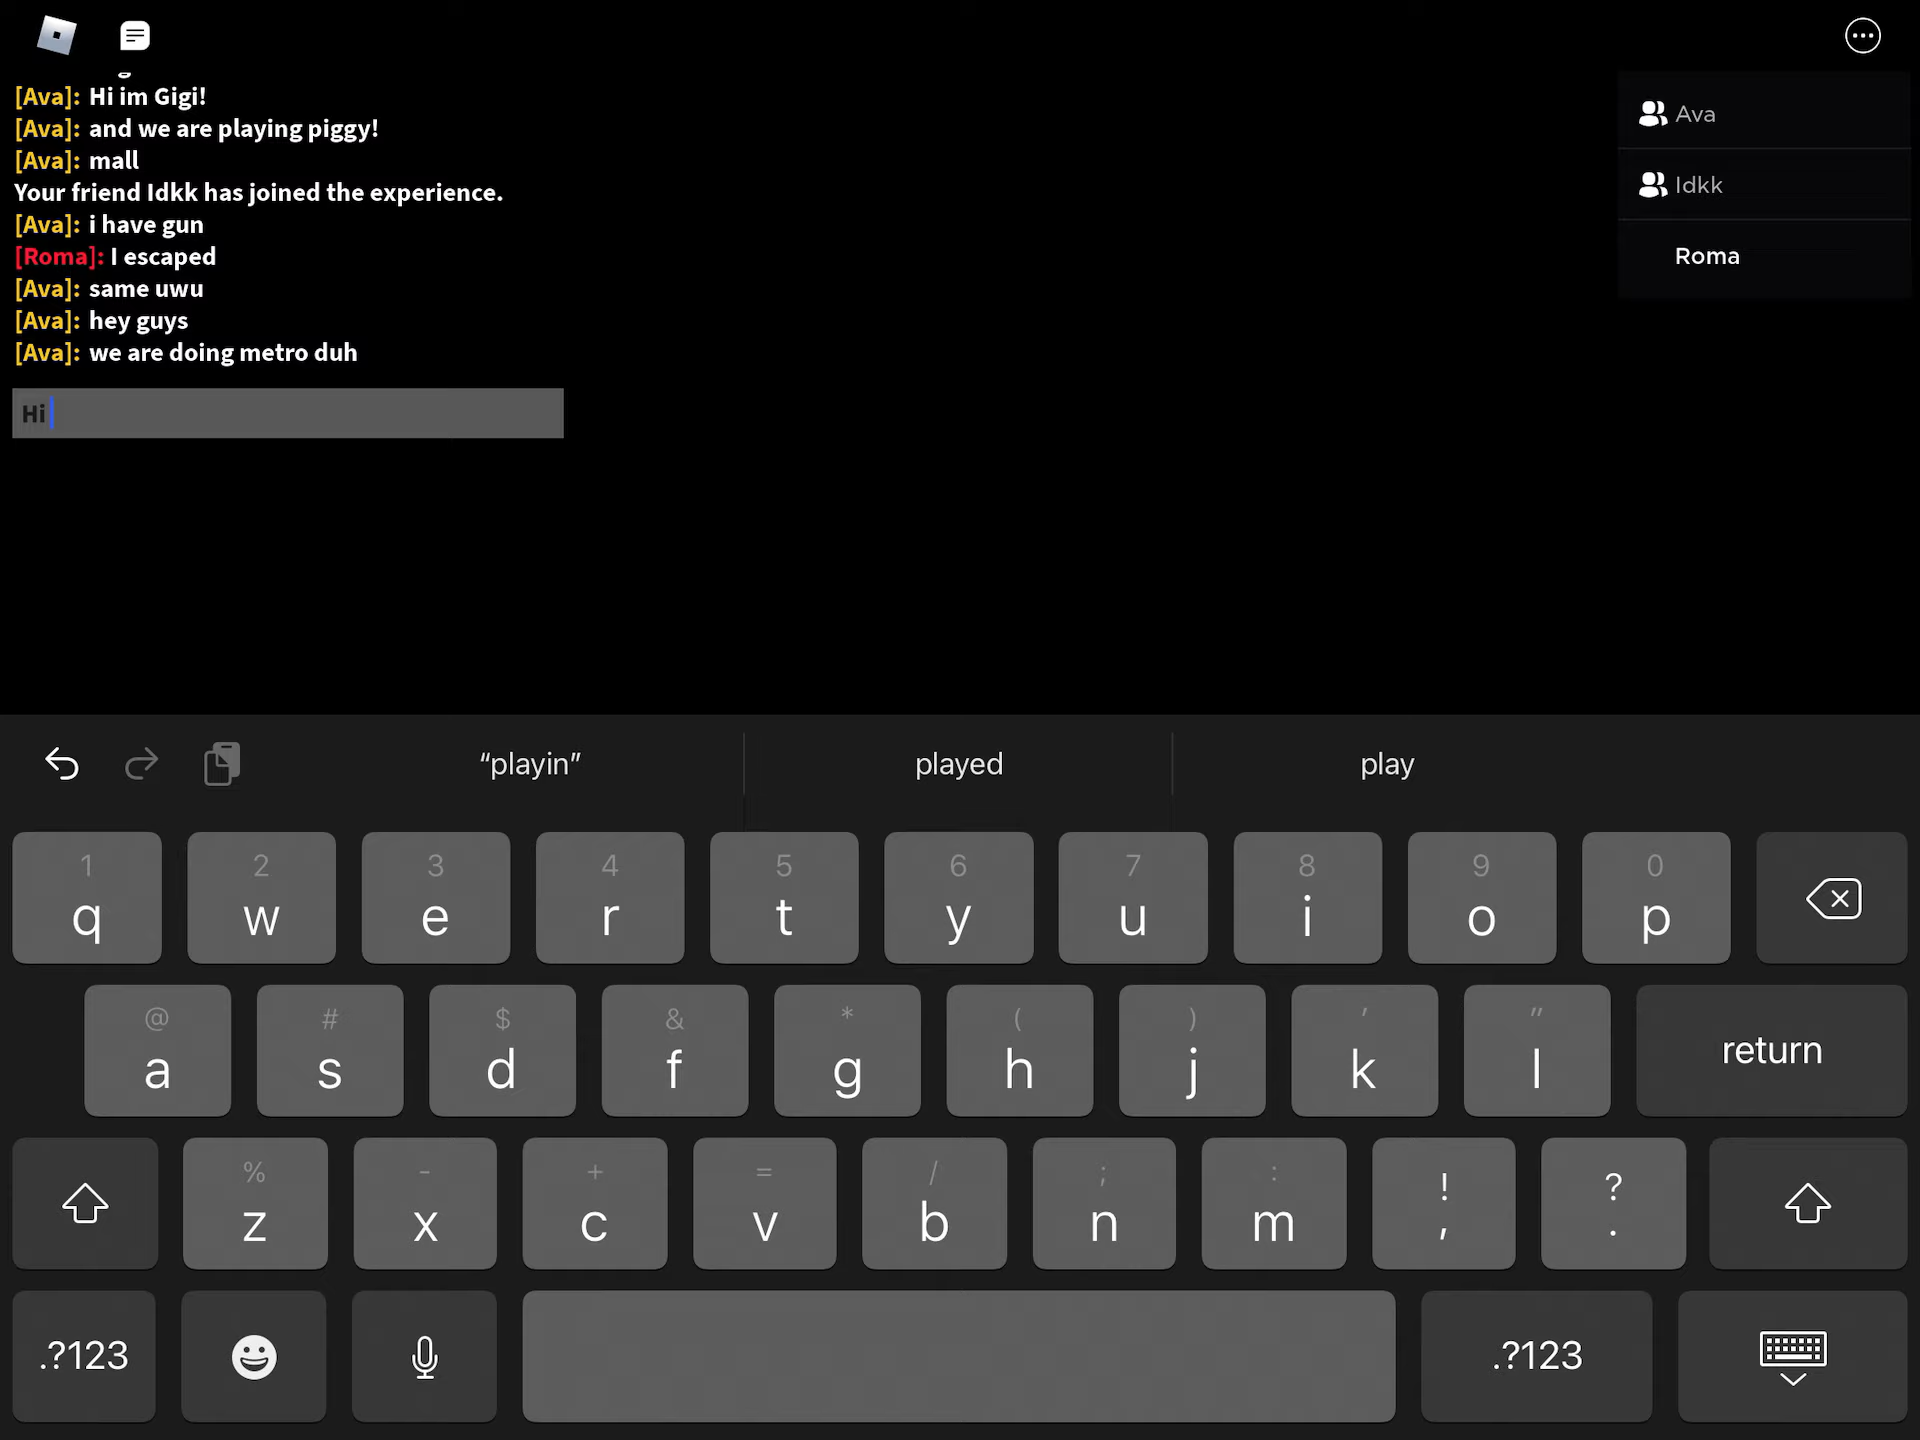 [Ava]: Hi im Gigi!
[Ava]: and we are playing piggy!
[Ava]: mall
Your friend Idkk has joined the experience.
[Ava]: i have gun
[Roma]: I escaped
[Ava]: same uwu
[Ava]: hey guys
[Ava]: we are doing metro duh
Hi
Ava
Idkk
Roma
“playin” played play
1 2 3 4 5 6 7 8 9 0
q w e r t y u i o p
@ # $ & * ( ) ' "
a s d f g h j k l return
% - + = / ; : ! ?
z x c v b n m , .
.?123 .?123